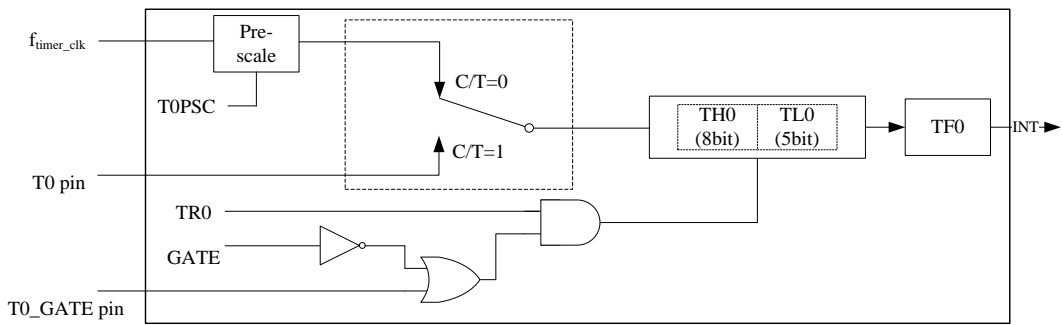 f_timer_clk
Pre-
scale
T0PSC
C/T=0
C/T=1
T0 pin
TH0
(8bit)
TL0
(5bit)
TF0
INT
TR0
GATE
T0_GATE pin